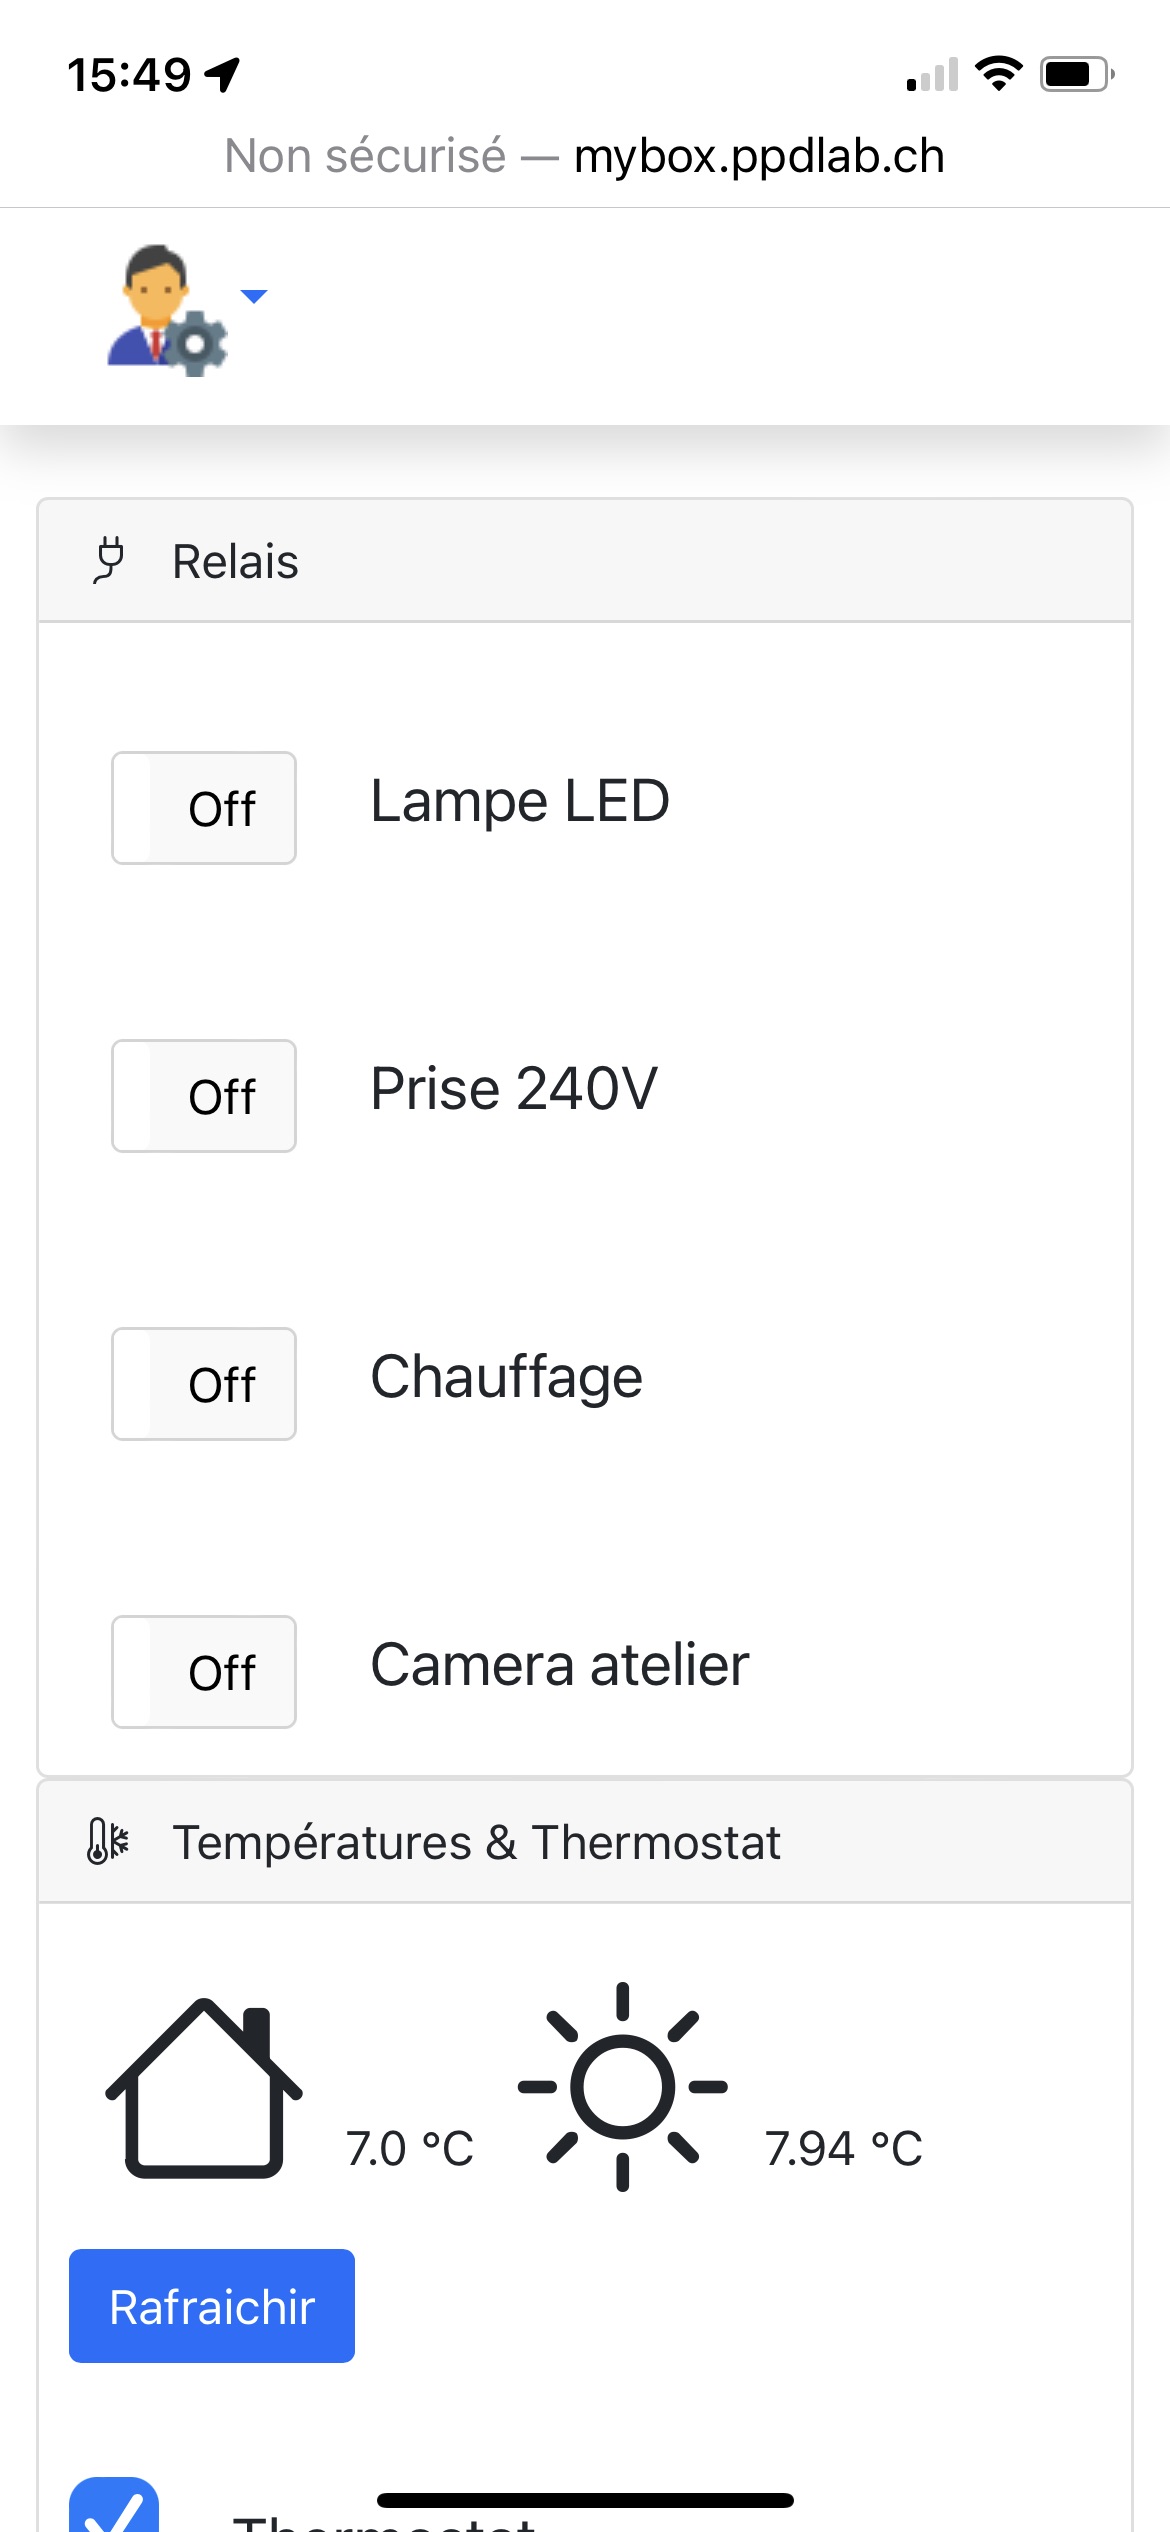 15:49
Non sécurisé — mybox.ppdlab.ch
Relais
Off Lampe LED
Off Prise 240V
Off Chauffage
Off Camera atelier
Températures & Thermostat
7.0 °C 7.94 °C
Rafraichir
Thermostat